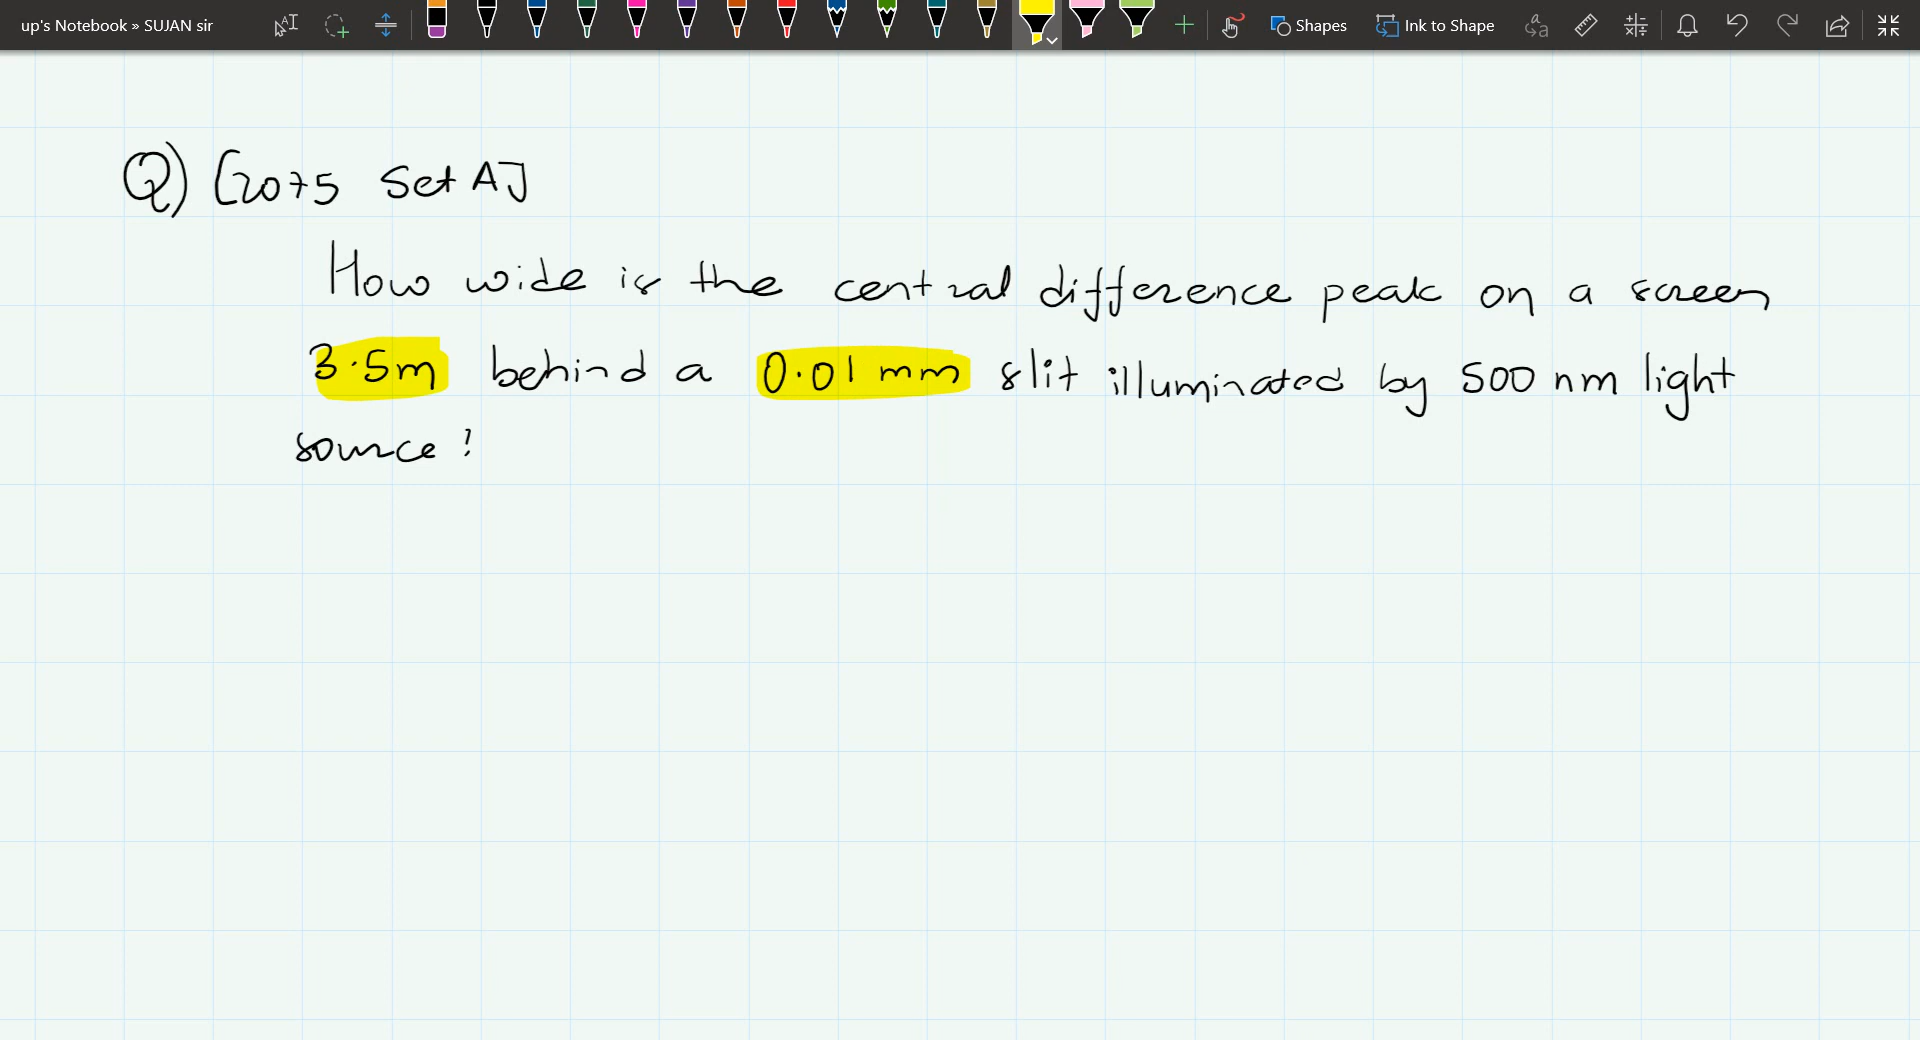 up's Notebook » SUJAN sir
Shapes
Ink to Shape
Q) [2075 Set A]
How wide is the central difference peak on a screen
3.5m behind a 0.01 mm slit illuminated by 500 nm light
source?